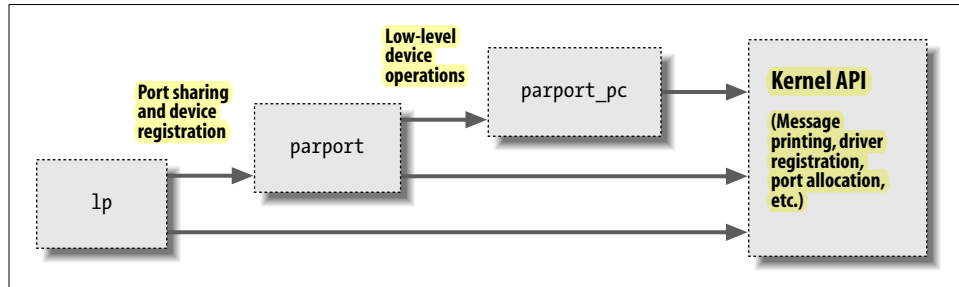 Low-level
device
operations
parport_pc
Kernel API
(Message
printing, driver
registration,
port allocation,
etc.)
Port sharing
and device
registration
parport
lp